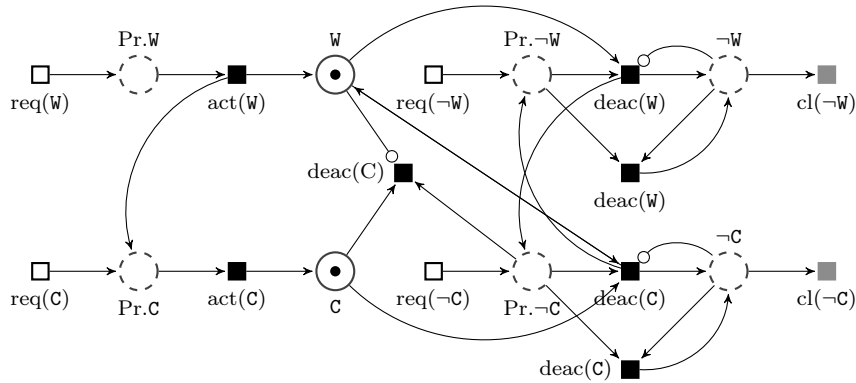 Pr.W W Pr.¬W ¬W
req(W) act(W) req(¬W) deac(W) cl(¬W)
deac(C)
deac(W)
¬C
req(C) Pr.C act(C) C req(¬C) Pr.¬C deac(C) cl(¬C)
deac(C)